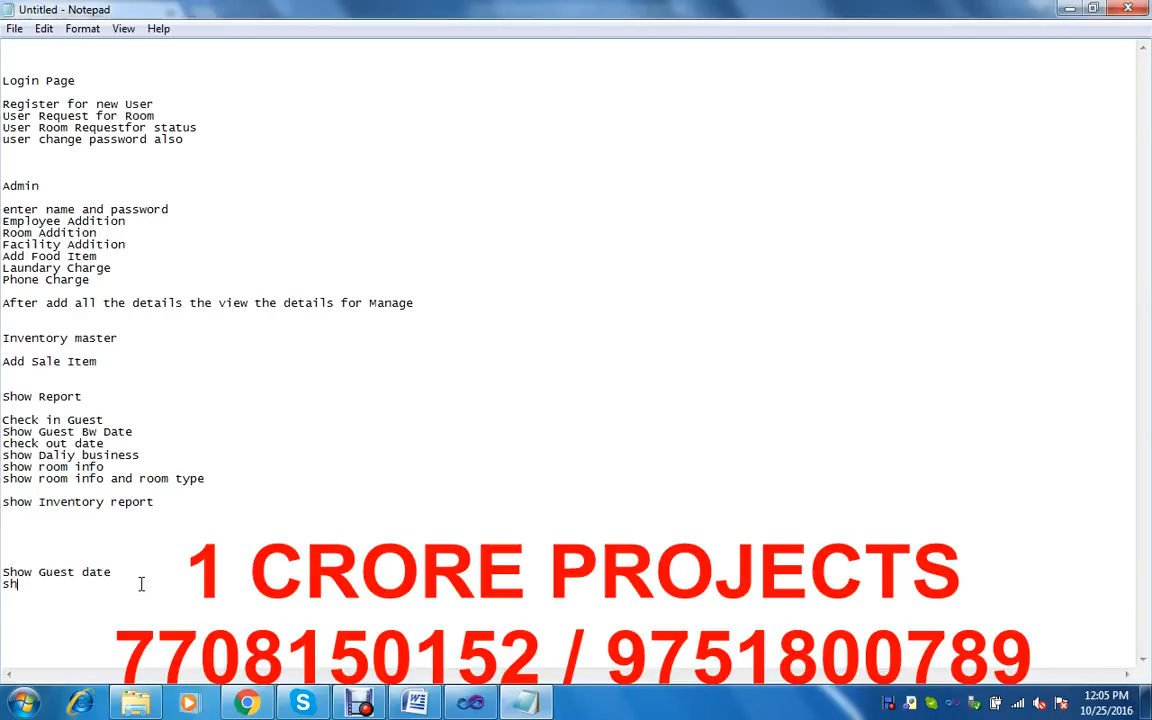 Untitled - Notepad
File Edit Format View Help
Login Page
Register for new User
User Request for Room
User Room Requestfor status
user change password also
Admin
enter name and password
Employee Addition
Room Addition
Facility Addition
Add Food Item
Laundary Charge
Phone Charge
After add all the details the view the details for Manage
Inventory master
Add Sale Item
Show Report
Check in Guest
Show Guest Bw Date
check out date
show Daliy business
show room info
show room info and room type
show Inventory report
Show Guest date
sh
1 CRORE PROJECTS
7708150152 / 9751800789
12:05 PM
10/25/2016